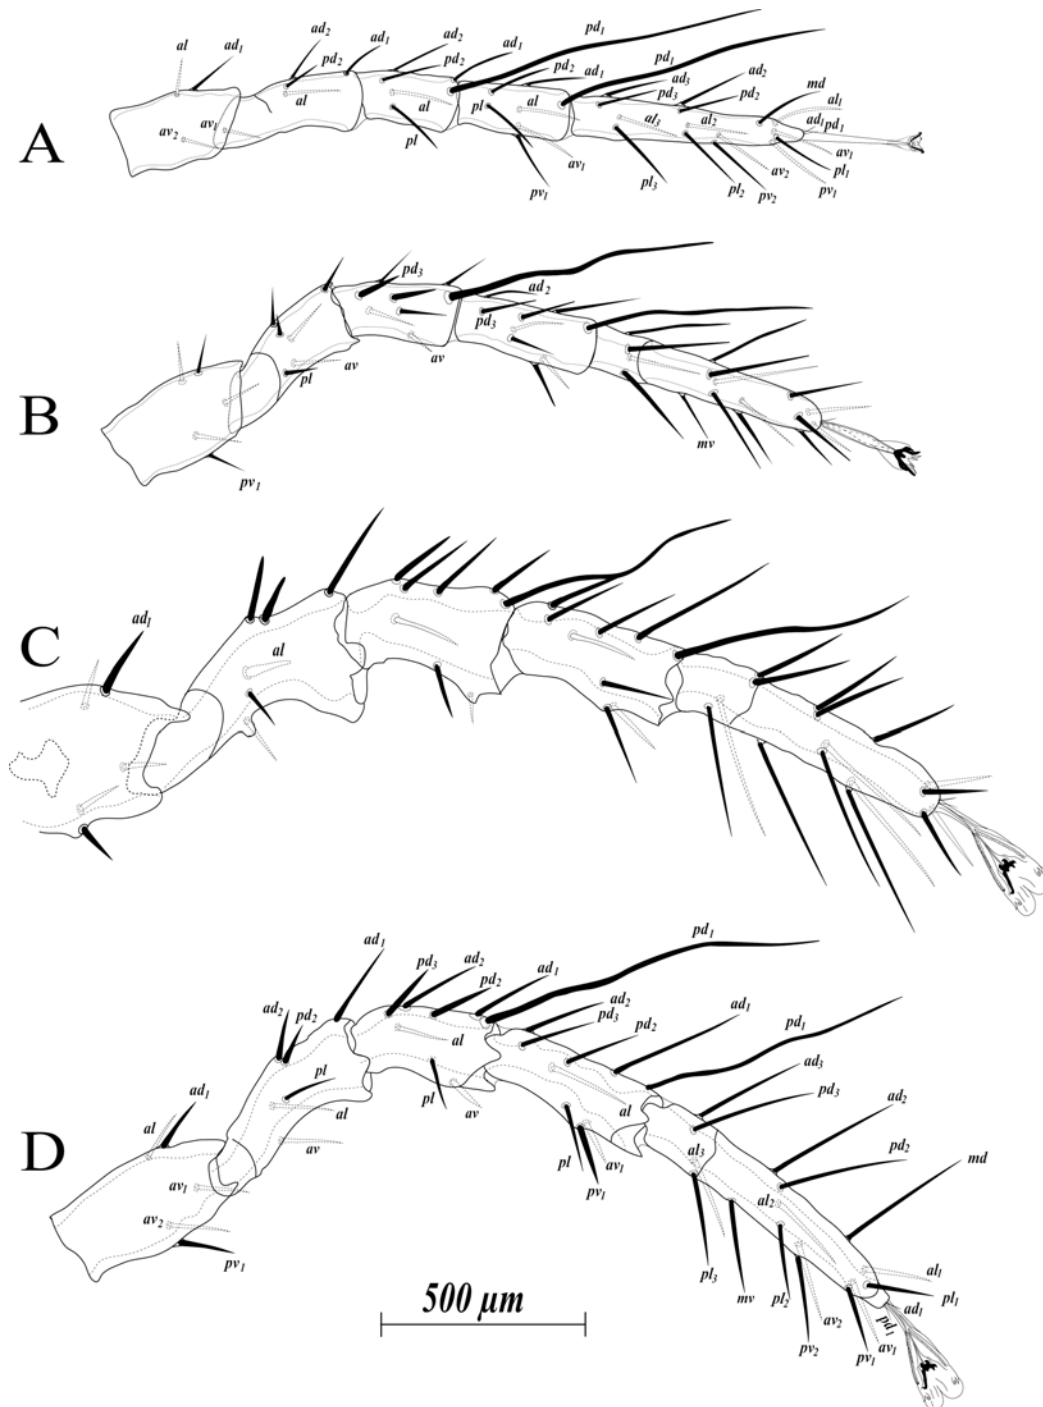 A
al ad1 ad2 pd2 ad1 ad2 pd2 ad1 pd1 pd2 ad1 pd1 ad3 pd3 ad2 pd2 md
al al al al3 al2 al1 ad1 pd1
av2 av1 pl pl pv1 av1 pl3 pl2 pv2 av2 pv1 pl1 av1
B
pd3 ad2
pd3
av
pl
av
mv
pv1
C
ad1
al
D
pd1
ad1 pd3 ad2 pd2 ad1
ad2 pd2 ad2 pd3 pd2 ad1 pd1
ad3
pd3
ad2
pd2
md
al ad1 pl al al
pl av
av1
av2
av
pl pv1 av1 al
al3
al2
pv1
pl3 mv pl2 pv2 av2 pv1 av1 pd1 ad1 pl1 al1
500 µm